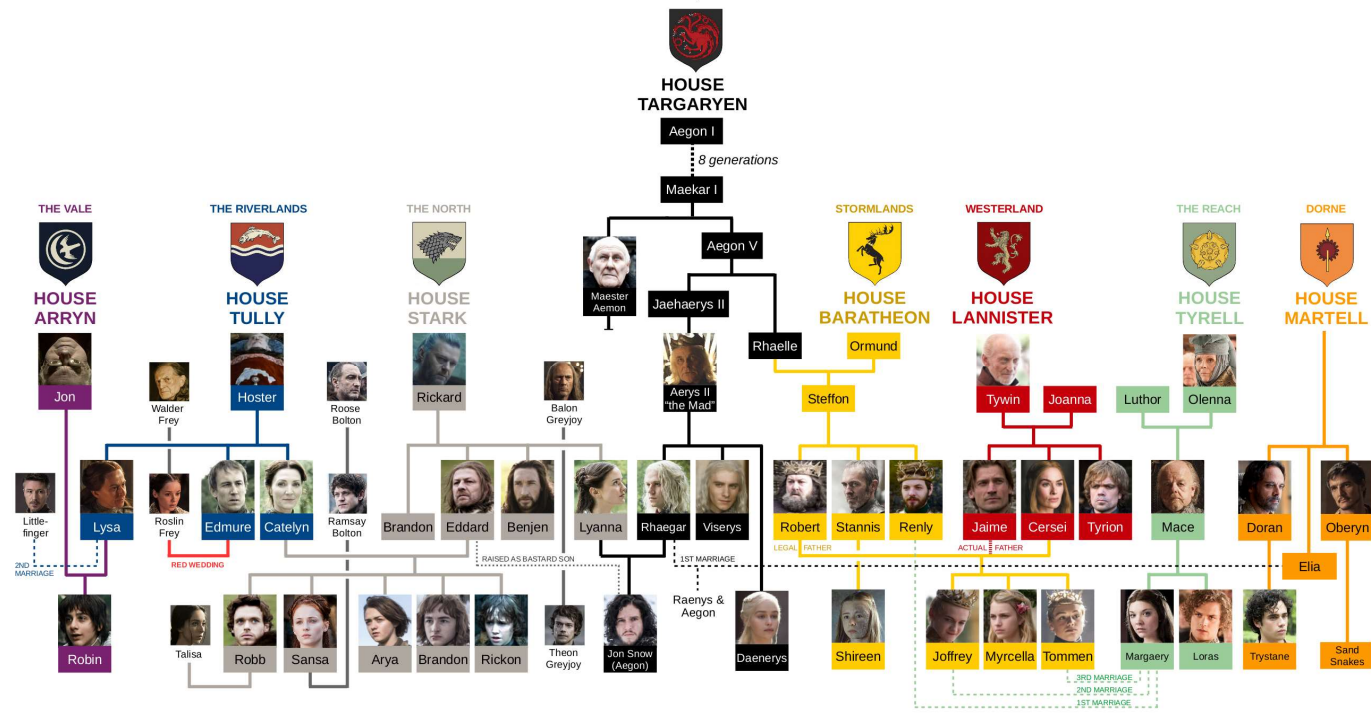 HOUSE
TARGARYEN
Aegon I
8 generations
Maekar I
THE VALE
THE RIVERLANDS
THE NORTH
STORMLANDS
WESTERLAND
THE REACH
DORNE
Aegon V
Maester
Aemon
Jaehaerys II
HOUSE
ARRYN
HOUSE
TULLY
HOUSE
STARK
HOUSE
BARATHEON
HOUSE
LANNISTER
HOUSE
TYRELL
HOUSE
MARTELL
Rhaelle
Ormund
Jon
Walder
Frey
Hoster
Roose
Bolton
Rickard
Balon
Greyjoy
Aerys II
“the Mad”
Steffon
Tywin
Joanna
Luthor
Olenna
Little-
finger
Lysa
Roslin
Frey
Edmure
Catelyn
Ramsay
Bolton
Brandon
Eddard
Benjen
Lyanna
Rhaegar
Viserys
Robert
Stannis
Renly
Jaime
Cersei
Tyrion
Mace
Doran
Oberyn
LEGAL FATHER
ACTUAL FATHER
2ND
MARRIAGE
RED WEDDING
RAISED AS BASTARD SON
1ST MARRIAGE
Elia
Raenys &
Aegon
Robin
Talisa
Robb
Sansa
Arya
Brandon
Rickon
Theon
Greyjoy
Jon Snow
(Aegon)
Daenerys
Shireen
Joffrey
Myrcella
Tommen
Margaery
Loras
Trystane
Sand
Snakes
3RD MARRIAGE
2ND MARRIAGE
1ST MARRIAGE